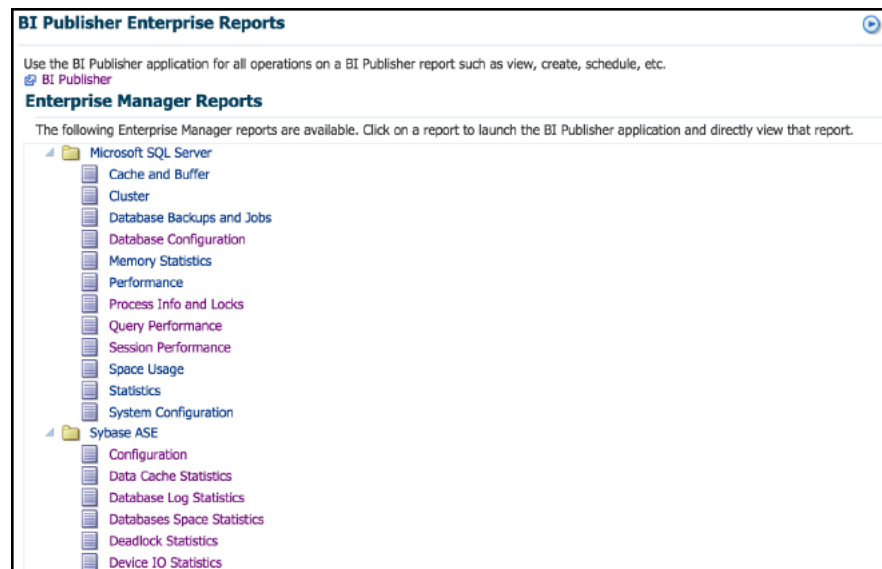 BI Publisher Enterprise Reports
Use the BI Publisher application for all operations on a BI Publisher report such as view, create, schedule, etc.
BI Publisher
Enterprise Manager Reports
The following Enterprise Manager reports are available. Click on a report to launch the BI Publisher application and directly view that report.
Microsoft SQL Server
Cache and Buffer
Cluster
Database Backups and Jobs
Database Configuration
Memory Statistics
Performance
Process Info and Locks
Query Performance
Session Performance
Space Usage
Statistics
System Configuration
Sybase ASE
Configuration
Data Cache Statistics
Database Log Statistics
Databases Space Statistics
Deadlock Statistics
Device IO Statistics